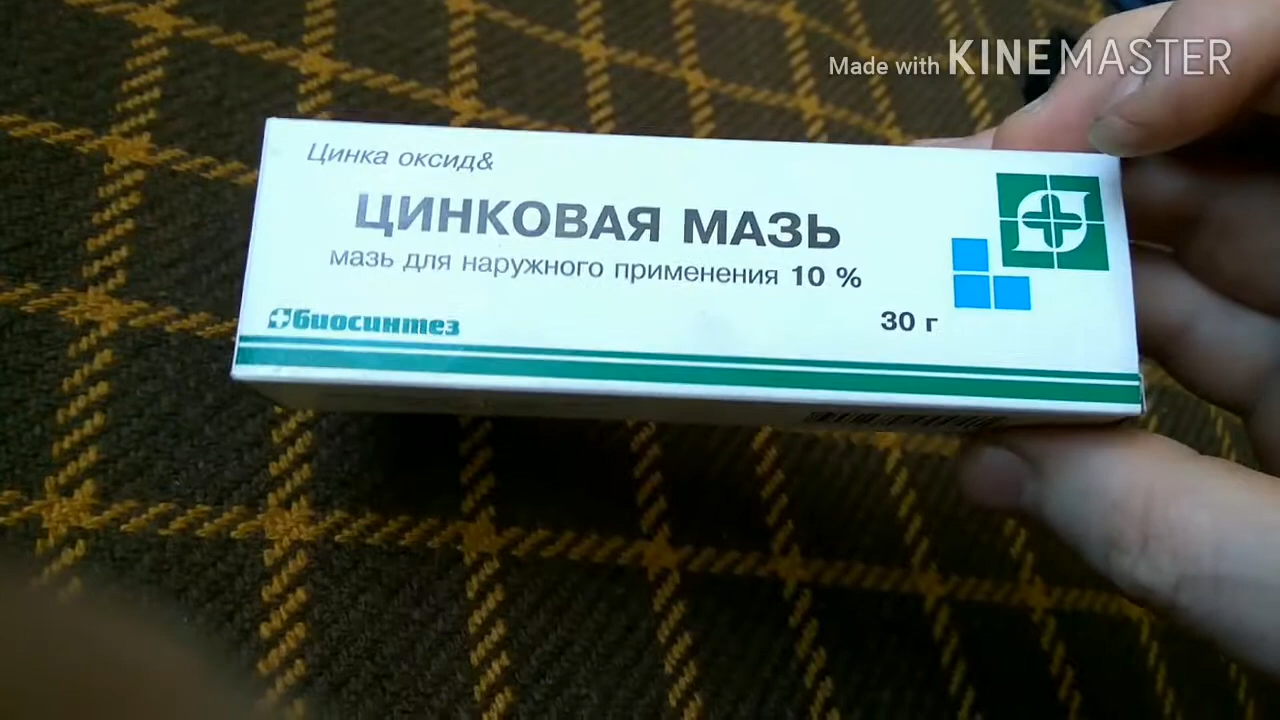 Made with KINEMASTER
Цинка оксид&
ЦИНКОВАЯ МАЗЬ
мазь для наружного применения 10 %
30 г
биосинтез